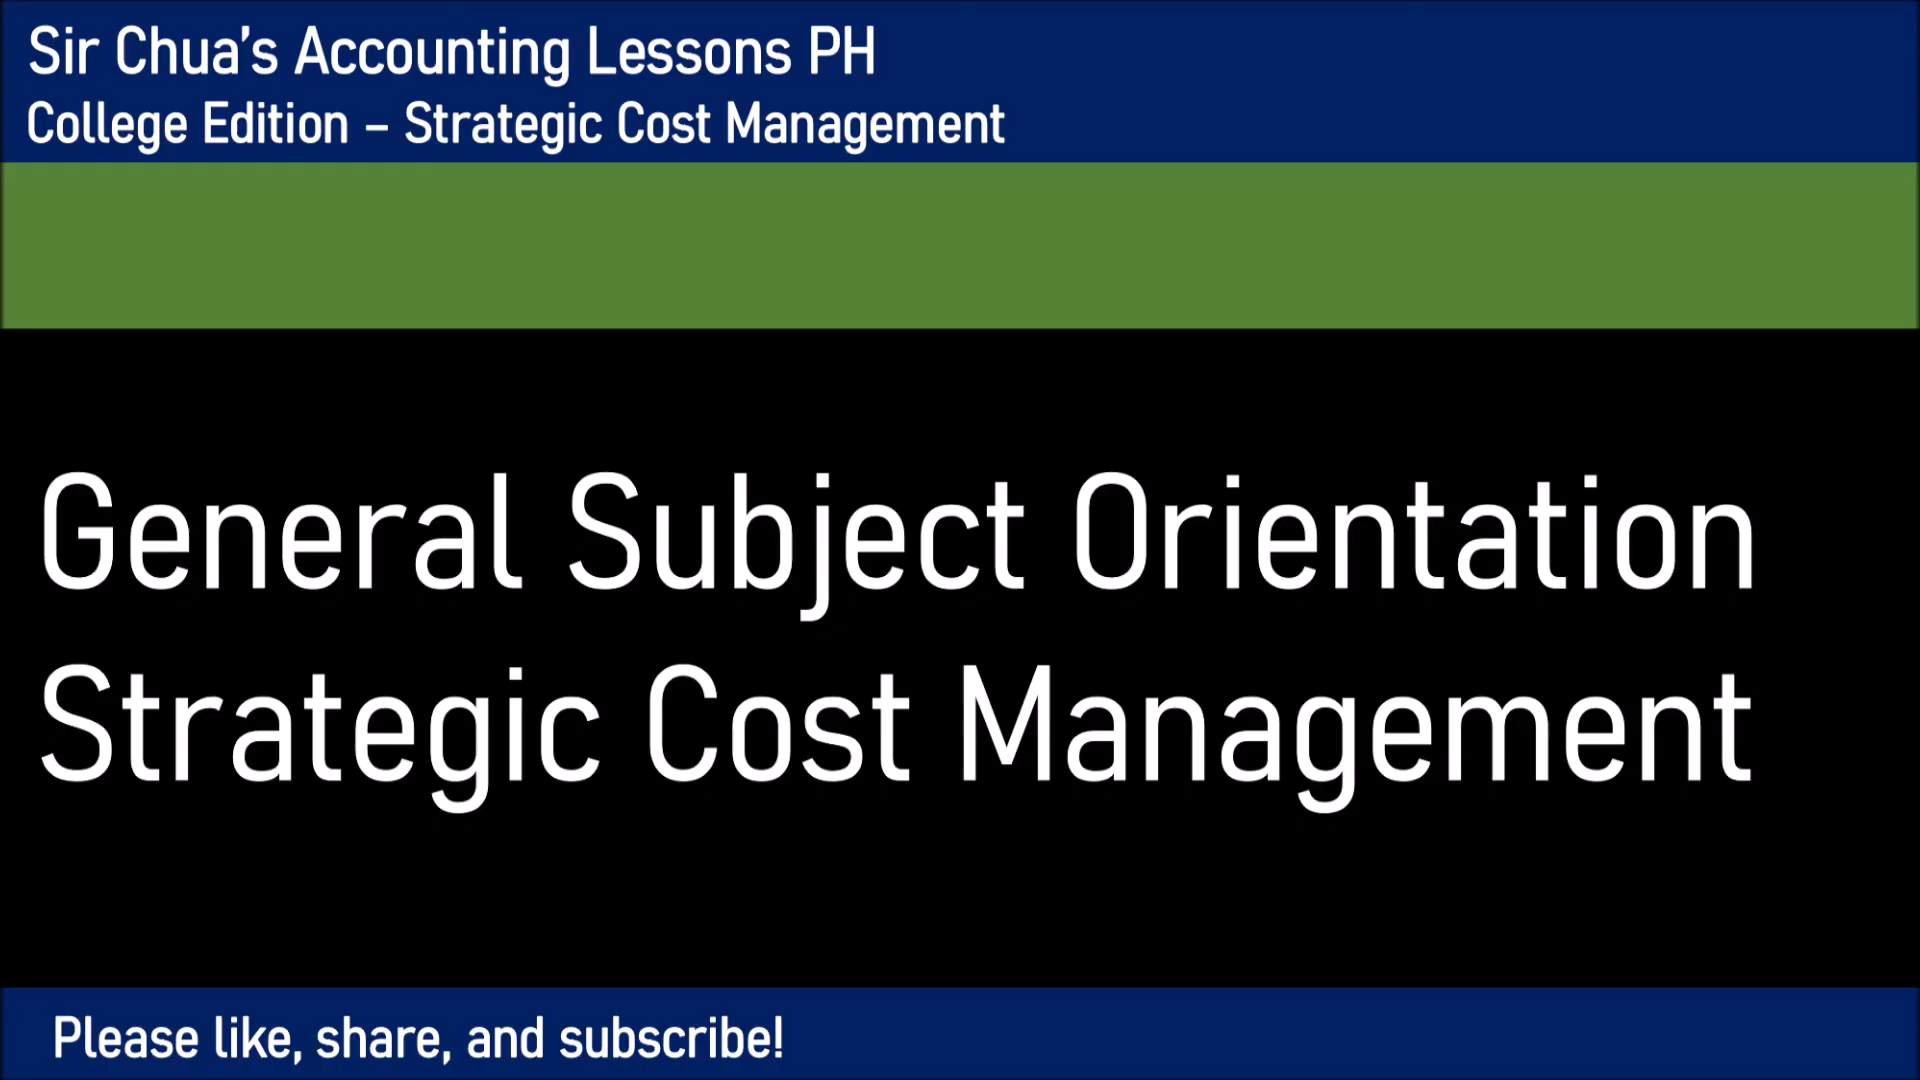 Sir Chua’s Accounting Lessons PH
College Edition – Strategic Cost Management
General Subject Orientation
Strategic Cost Management
Please like, share, and subscribe!